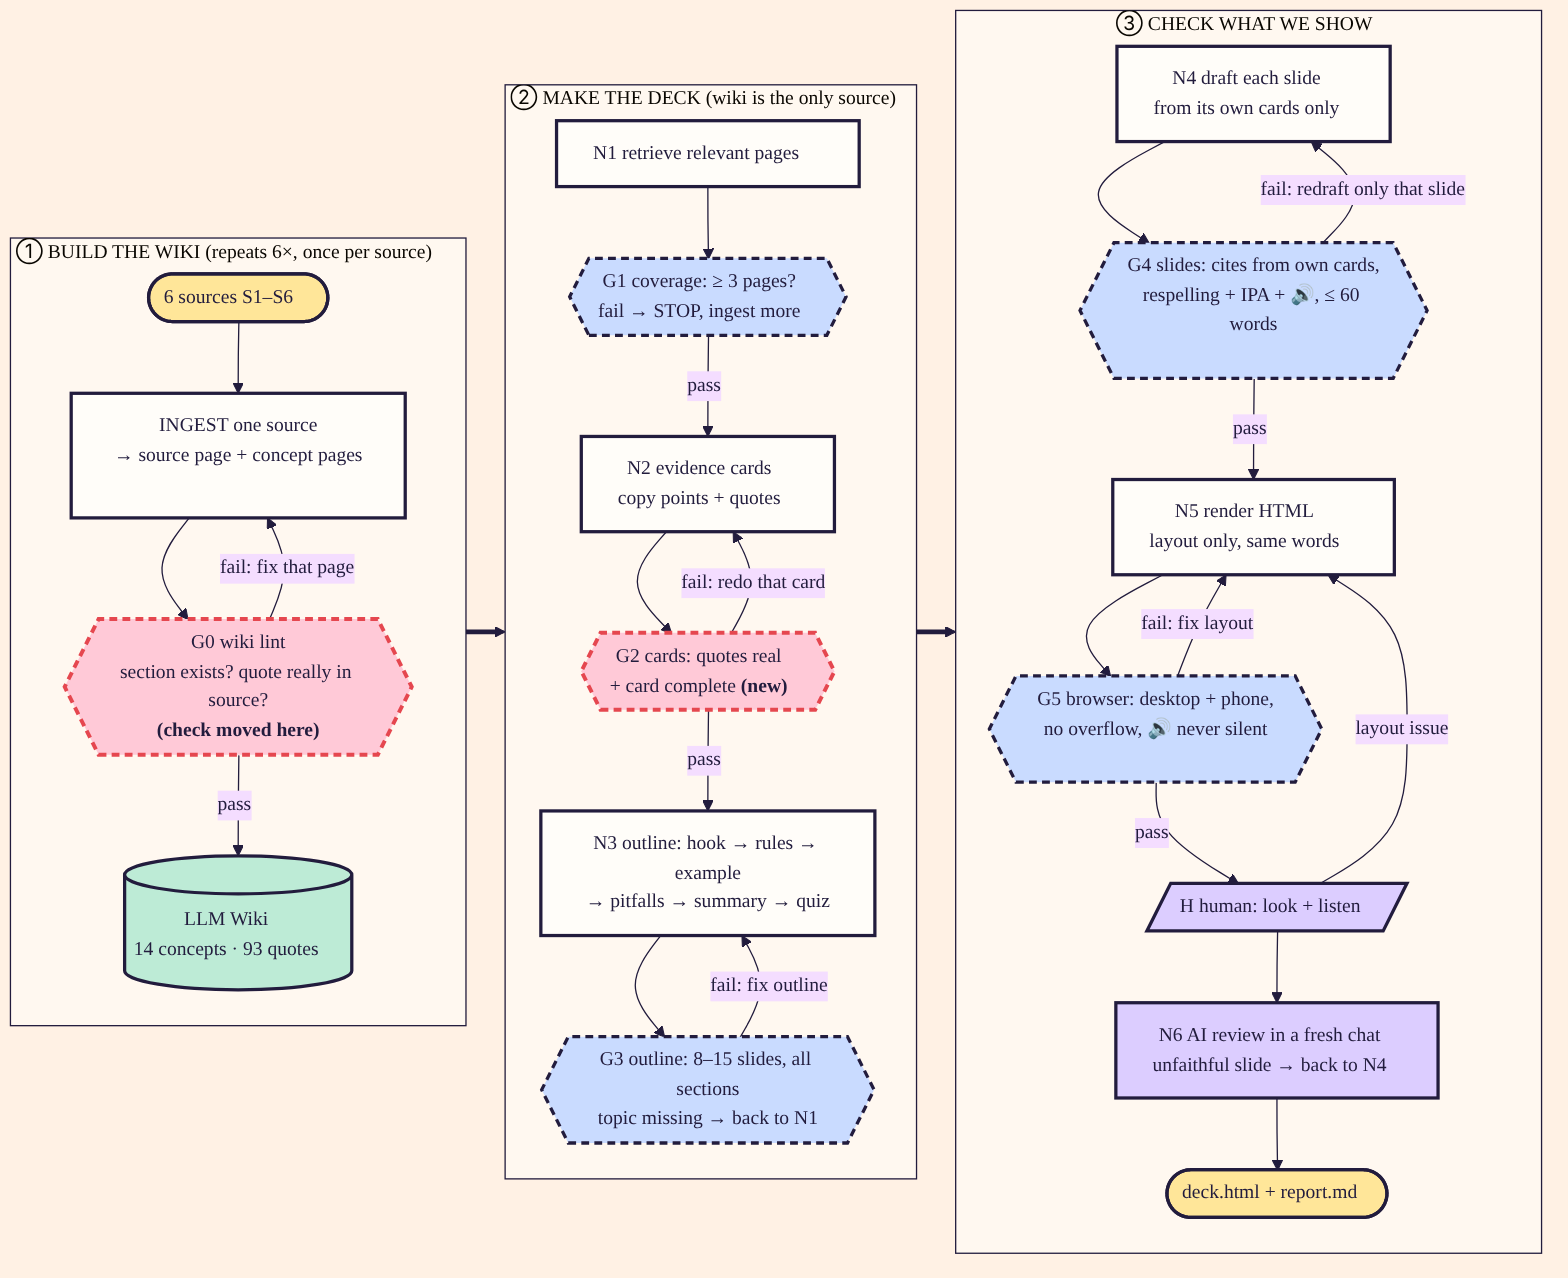 ① BUILD THE WIKI (repeats 6×, once per source)
6 sources S1–S6
INGEST one source
→ source page + concept pages
fail: fix that page
G0 wiki lint
section exists? quote really in
source?
(check moved here)
pass
LLM Wiki
14 concepts · 93 quotes
② MAKE THE DECK (wiki is the only source)
N1 retrieve relevant pages
G1 coverage: ≥ 3 pages?
fail → STOP, ingest more
pass
N2 evidence cards
copy points + quotes
fail: redo that card
G2 cards: quotes real
+ card complete (new)
pass
N3 outline: hook → rules →
example
→ pitfalls → summary → quiz
fail: fix outline
G3 outline: 8–15 slides, all
sections
topic missing → back to N1
③ CHECK WHAT WE SHOW
N4 draft each slide
from its own cards only
fail: redraft only that slide
G4 slides: cites from own cards,
respelling + IPA + 🔊, ≤ 60
words
pass
N5 render HTML
layout only, same words
fail: fix layout
G5 browser: desktop + phone,
no overflow, 🔊 never silent
layout issue
pass
H human: look + listen
N6 AI review in a fresh chat
unfaithful slide → back to N4
deck.html + report.md